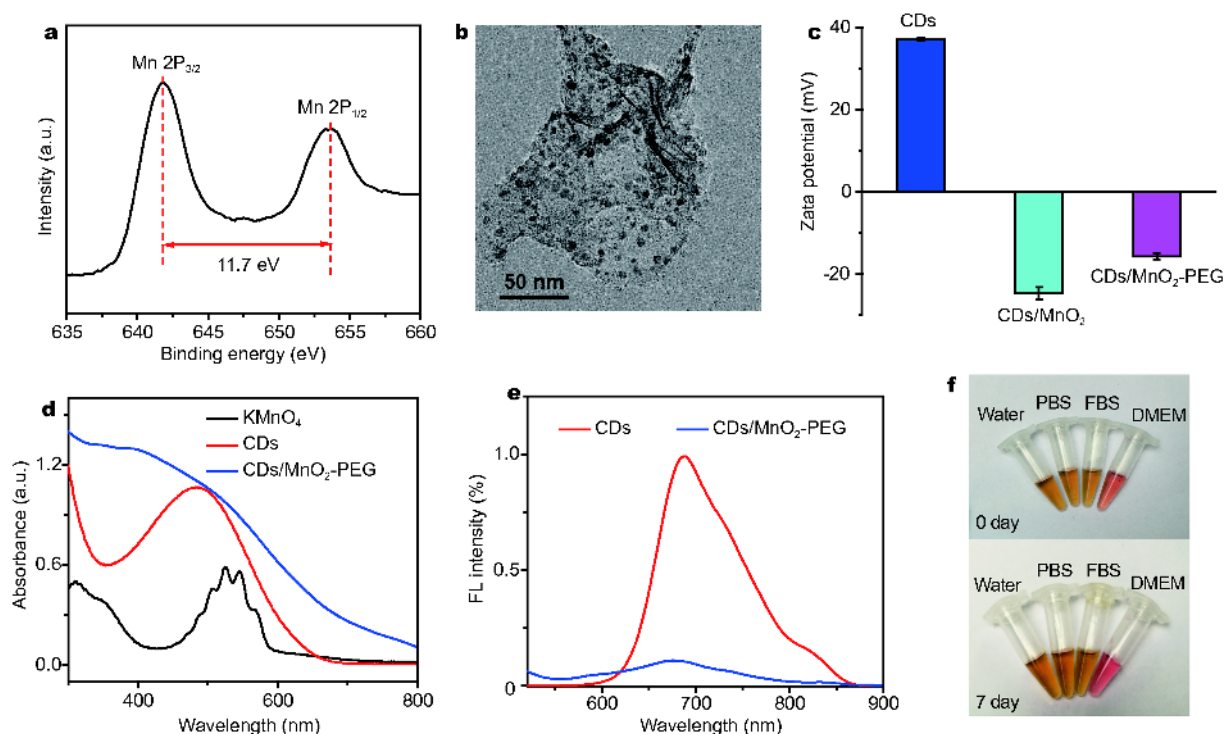 a
Mn 2P3/2
Mn 2P1/2
11.7 eV
Intensity (a.u.)
635 640 645 650 655 660
Binding energy (eV)
b
50 nm
c
CDs
40
20
0
-20
Zata potential (mV)
CDs/MnO2-PEG
CDs/MnO2
d
KMnO4
CDs
CDs/MnO2-PEG
1.2
0.6
0.0
Absorbance (a.u.)
400 600 800
Wavelength (nm)
e
CDs CDs/MnO2-PEG
1.0
0.5
0
FL intensity (%)
600 700 800 900
Wavelength (nm)
f
Water PBS FBS DMEM
0 day
Water PBS FBS DMEM
7 day